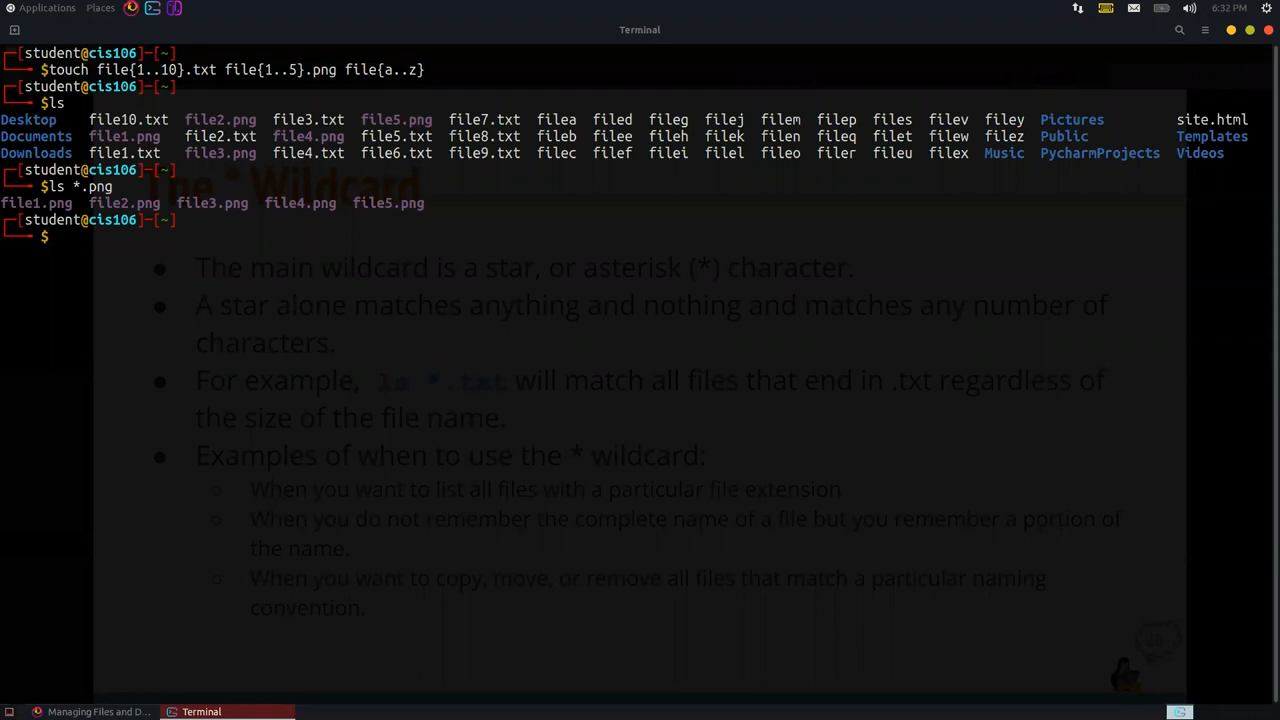 Applications Places 6:32 PM
Terminal
┌─[student@cis106]─[~]
└──╼ $touch file{1..10}.txt file{1..5}.png file{a..z}
┌─[student@cis106]─[~]
└──╼ $ls
Desktop file10.txt file2.png file3.txt file5.png file7.txt filea filed fileg filej filem filep files filev filey Pictures site.html
Documents file1.png file2.txt file4.png file5.txt file8.txt fileb filee fileh filek filen fileq filet filew filez Public Templates
Downloads file1.txt file3.png file4.txt file6.txt file9.txt filec filef filei filel fileo filer fileu filex Music PycharmProjects Videos
┌─[student@cis106]─[~]
└──╼ $ls *.png
file1.png file2.png file3.png file4.png file5.png
┌─[student@cis106]─[~]
└──╼ $
The * Wildcard
● The main wildcard is a star, or asterisk (*) character.
● A star alone matches anything and nothing and matches any number of
characters.
● For example, ls *.txt will match all files that end in .txt regardless of
the size of the file name.
● Examples of when to use the * wildcard:
○ When you want to list all files with a particular file extension
○ When you do not remember the complete name of a file but you remember a portion of
the name.
○ When you want to copy, move, or remove all files that match a particular naming
convention.
Managing Files and D... Terminal